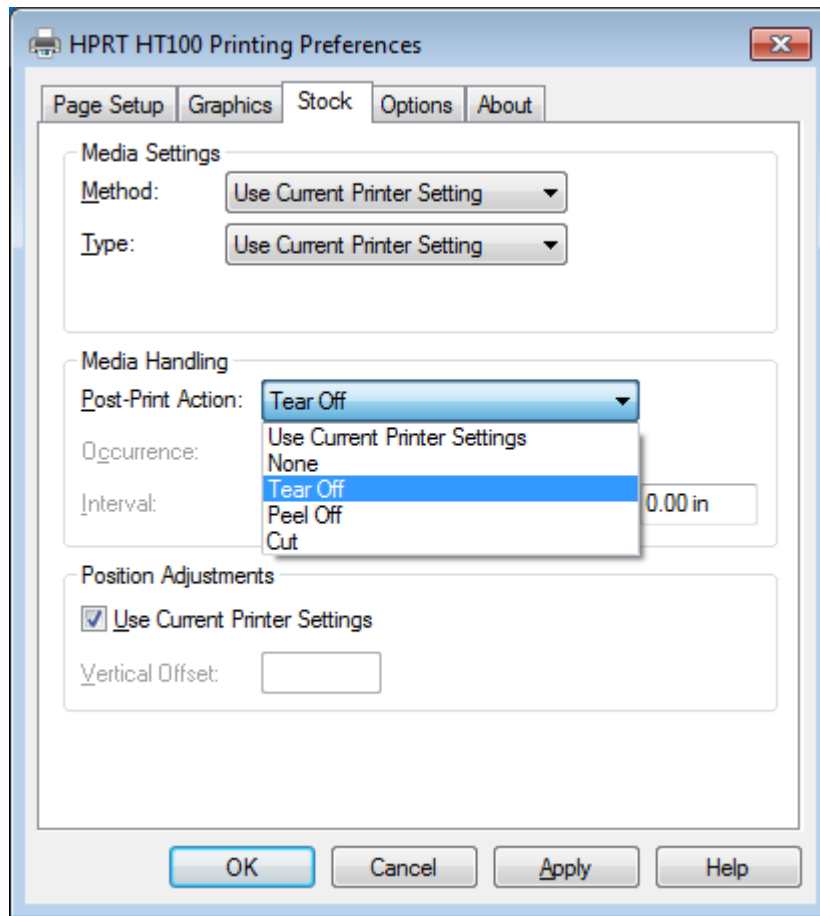 HPRT HT100 Printing Preferences
Page Setup Graphics Stock Options About
Media Settings
Method: Use Current Printer Setting
Type: Use Current Printer Setting
Media Handling
Post-Print Action: Tear Off
Use Current Printer Settings
Occurrence:
None
Tear Off
Interval: 0.00 in
Peel Off
Cut
Position Adjustments
Use Current Printer Settings
Vertical Offset:
OK Cancel Apply Help